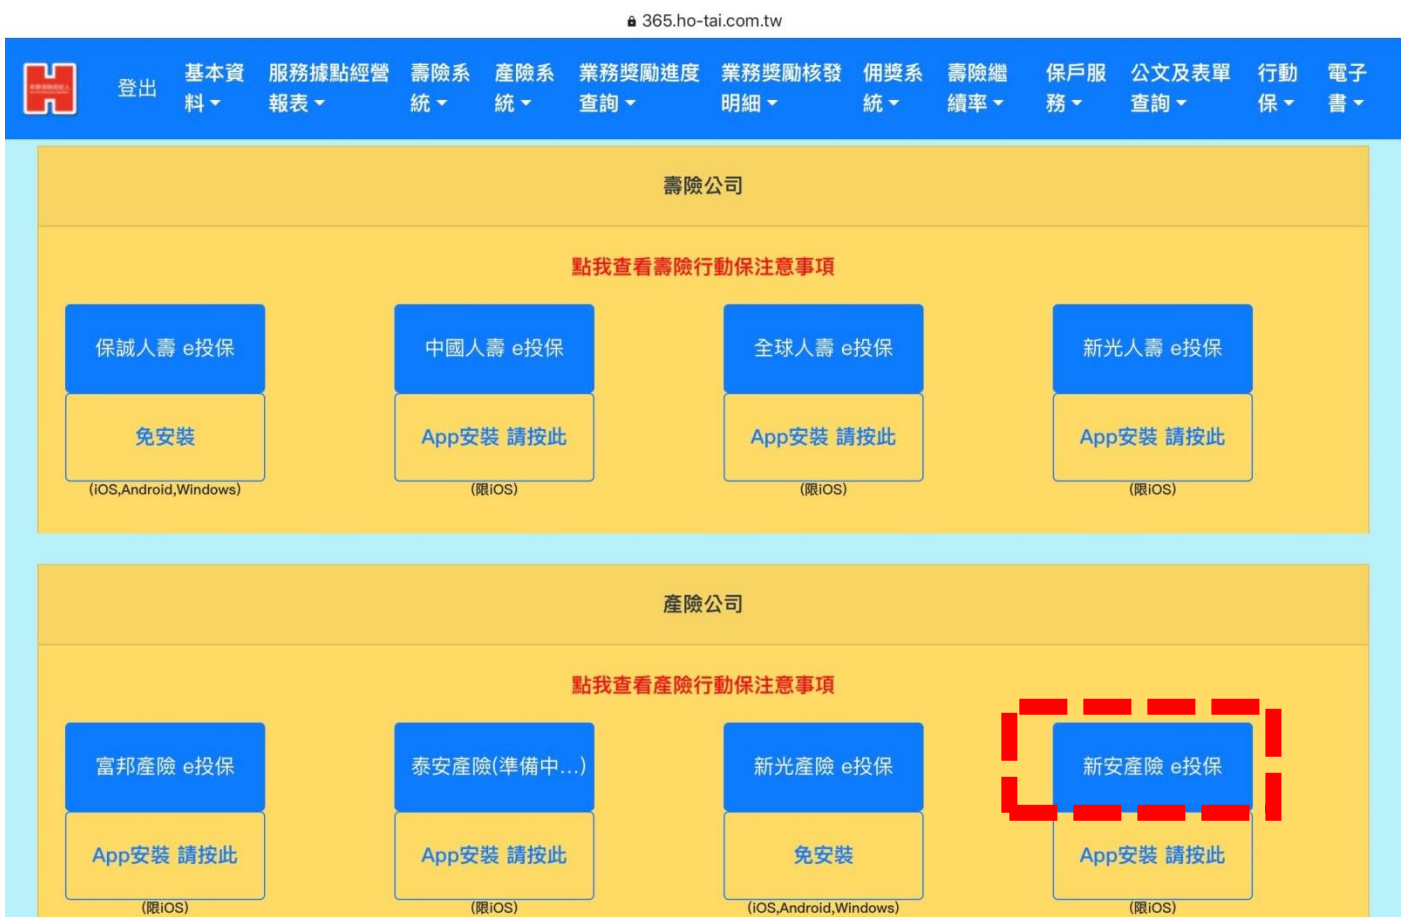 365.ho-tai.com.tw
登出
基本資料
服務據點經營報表
壽險系統
產險系統
業務獎勵進度查詢
業務獎勵核發明細
佣獎系統
壽險繼續率
保戶服務
公文及表單查詢
行動保
電子書
壽險公司
點我查看壽險行動保注意事項
保誠人壽 e投保
中國人壽 e投保
全球人壽 e投保
新光人壽 e投保
免安裝
App安裝 請按此
App安裝 請按此
App安裝 請按此
(iOS,Android,Windows)
(限iOS)
(限iOS)
(限iOS)
產險公司
點我查看產險行動保注意事項
富邦產險 e投保
泰安產險(準備中...)
新光產險 e投保
新安產險 e投保
App安裝 請按此
App安裝 請按此
免安裝
App安裝 請按此
(限iOS)
(限iOS)
(iOS,Android,Windows)
(限iOS)